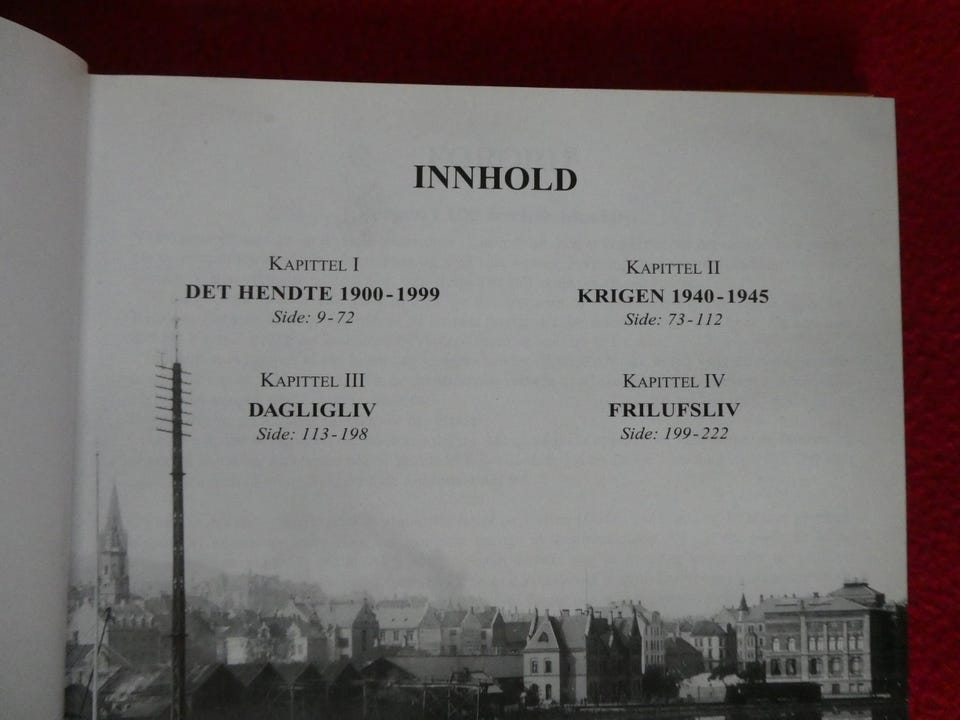 INNHOLD
KAPITTEL I
DET HENDTE 1900-1999
Side: 9-72
KAPITTEL II
KRIGEN 1940-1945
Side: 73-112
KAPITTEL III
DAGLIGLIV
Side: 113-198
KAPITTEL IV
FRILUFSLIV
Side: 199-222